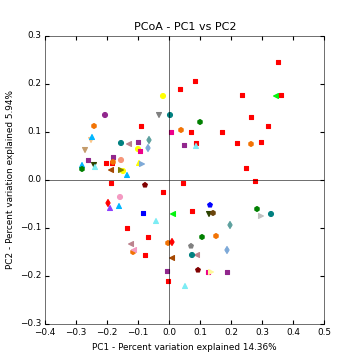 PCoA - PC1 vs PC2
0.3
0.2
0.1
0.0
−0.1
−0.2
−0.3
PC2 - Percent variation explained 5.94%
−0.4 −0.3 −0.2 −0.1 0.0 0.1 0.2 0.3 0.4 0.5
PC1 - Percent variation explained 14.36%